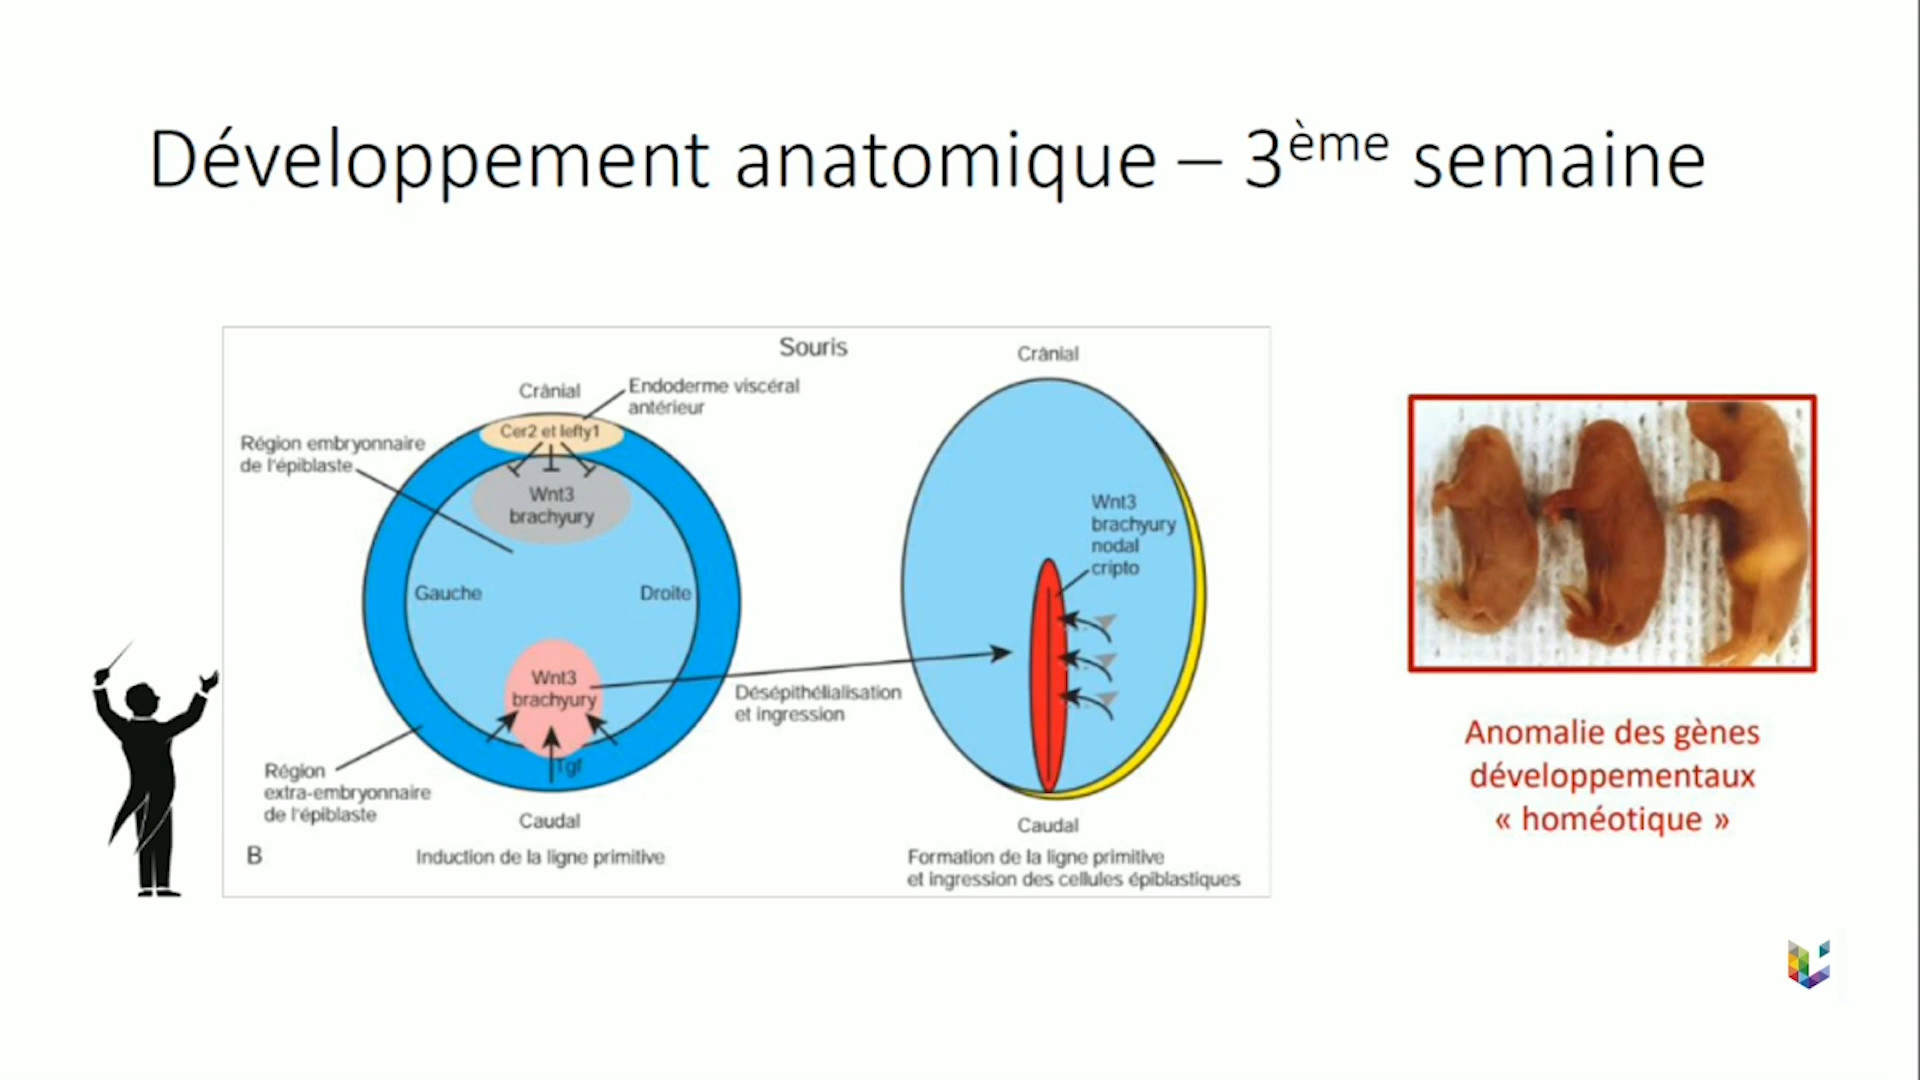 Développement anatomique – 3ème semaine
Souris
Crânial
Endoderme viscéral
antérieur
Cer2 et lefty1
Région embryonnaire
de l'épiblaste
Wnt3
brachyury
Gauche
Droite
Wnt3
brachyury
Tgf
Région
extra-embryonnaire
de l'épiblaste
Caudal
B
Induction de la ligne primitive
Désépithélialisation
et ingression
Crânial
Wnt3
brachyury
nodal
cripto
Caudal
Formation de la ligne primitive
et ingression des cellules épiblastiques
Anomalie des gènes
développementaux
« homéotique »